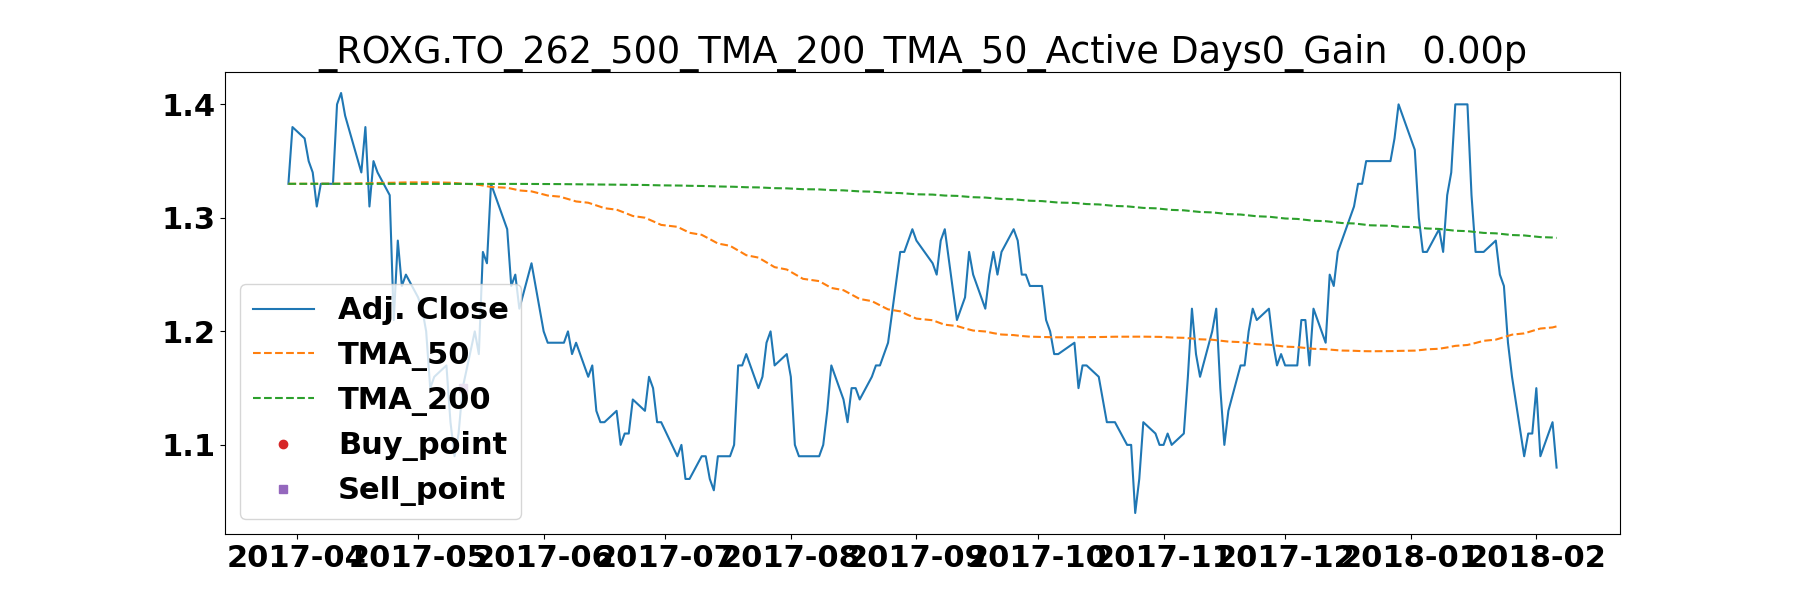 _ROXG.TO_262_500_TMA_200_TMA_50_Active Days0_Gain   0.00p
1.4
1.3
1.2
1.1
Adj. Close
TMA_50
TMA_200
Buy_point
Sell_point
2017-04 2017-05 2017-06 2017-07 2017-08 2017-09 2017-10 2017-11 2017-12 2018-01 2018-02